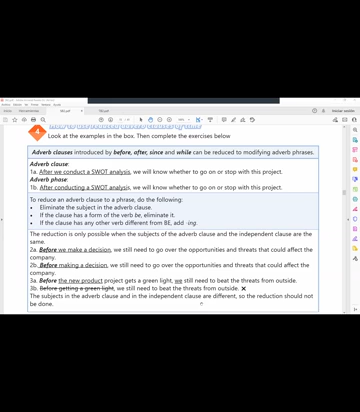 4
Look at the examples in the box. Then complete the exercises below
Adverb clauses introduced by before, after, since and while can be reduced to modifying adverb phrases.
Adverb clause:
1a. After we conduct a SWOT analysis, we will know whether to go on or stop with this project.
Adverb phrase:
1b. After conducting a SWOT analysis, we will know whether to go on or stop with this project.
To reduce an adverb clause to a phrase, do the following:
• Eliminate the subject in the adverb clause.
• If the clause has a form of the verb be, eliminate it.
• If the clause has any other verb different from BE, add -ing.
The reduction is only possible when the subjects of the adverb clause and the independent clause are the
same.
2a. Before we make a decision, we still need to go over the opportunities and threats that could affect the
company.
2b. Before making a decision, we still need to go over the opportunities and threats that could affect the
company.
3a. Before the new product project gets a green light, we still need to beat the threats from outside.
3b. Before getting a green light, we still need to beat the threats from outside. ✕
The subjects in the adverb clause and in the independent clause are different, so the reduction should not
be done.